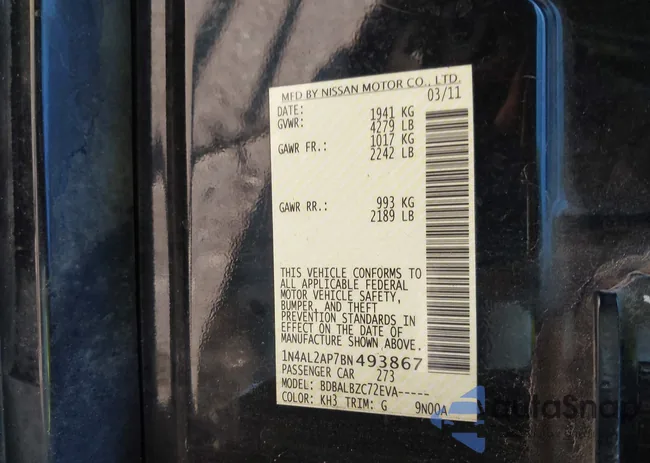 MFD BY NISSAN MOTOR CO., LTD.
DATE: 03/11
GVWR: 1941 KG
4279 LB
GAWR FR.: 1017 KG
2242 LB
GAWR RR.: 993 KG
2189 LB
THIS VEHICLE CONFORMS TO
ALL APPLICABLE FEDERAL
MOTOR VEHICLE SAFETY,
BUMPER, AND THEFT
PREVENTION STANDARDS IN
EFFECT ON THE DATE OF
MANUFACTURE SHOWN ABOVE.
1N4AL2AP7BN493867
PASSENGER CAR 273
MODEL: BDBALBZC72EVA-----
COLOR: KH3 TRIM: G 9N00A
AutaSnap